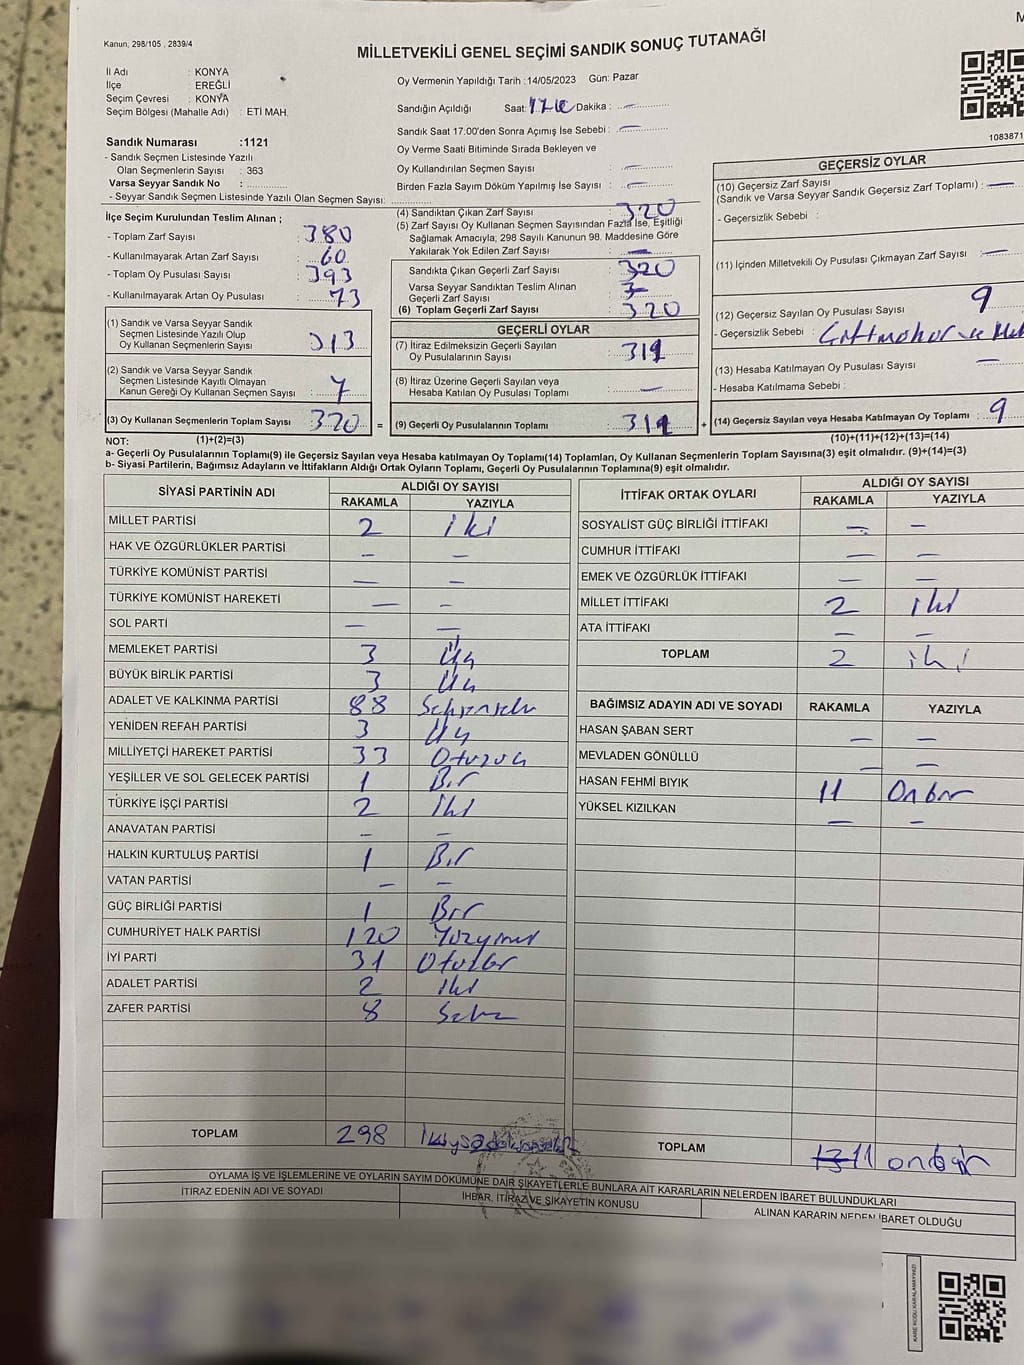 Kanun; 298/105 , 2839/4
MİLLETVEKİLİ GENEL SEÇİMİ SANDIK SONUÇ TUTANAĞI
İl Adı : KONYA
İlçe : EREĞLİ
Seçim Çevresi : KONYA
Seçim Bölgesi (Mahalle Adı) : ETİ MAH.
Sandık Numarası :1121
- Sandık Seçmen Listesinde Yazılı
Olan Seçmenlerin Sayısı : 363
Varsa Seyyar Sandık No :
- Seyyar Sandık Seçmen Listesinde Yazılı Olan Seçmen Sayısı:
Oy Vermenin Yapıldığı Tarih :14/05/2023 Gün: Pazar
Sandığın Açıldığı Saat: Dakika : —
Sandık Saat 17:00'den Sonra Açımış İse Sebebi : —
Oy Verme Saati Bitiminde Sırada Bekleyen ve
Oy Kullandırılan Seçmen Sayısı : —
Birden Fazla Sayım Döküm Yapılmış İse Sayısı : —
1083871
İlçe Seçim Kurulundan Teslim Alınan ;
- Toplam Zarf Sayısı : 380
- Kullanılmayarak Artan Zarf Sayısı : 60
- Toplam Oy Pusulası Sayısı : 393
- Kullanılmayarak Artan Oy Pusulası : 73
(1) Sandık ve Varsa Seyyar Sandık
Seçmen Listesinde Yazılı Olup
Oy Kullanan Seçmenlerin Sayısı : 313
(2) Sandık ve Varsa Seyyar Sandık
Seçmen Listesinde Kayıtlı Olmayan
Kanun Gereği Oy Kullanan Seçmen Sayısı : 7
(3) Oy Kullanan Seçmenlerin Toplam Sayısı : 320 =
(4) Sandıktan Çıkan Zarf Sayısı : 320
(5) Zarf Sayısı Oy Kullanan Seçmen Sayısından Fazla İse, Eşitliği
Sağlamak Amacıyla, 298 Sayılı Kanunun 98. Maddesine Göre
Yakılarak Yok Edilen Zarf Sayısı : —
Sandıkta Çıkan Geçerli Zarf Sayısı : 320
Varsa Seyyar Sandıktan Teslim Alınan
Geçerli Zarf Sayısı :
(6) Toplam Geçerli Zarf Sayısı : 320
GEÇERLİ OYLAR
(7) İtiraz Edilmeksizin Geçerli Sayılan
Oy Pusulalarının Sayısı : 311
(8) İtiraz Üzerine Geçerli Sayılan veya
Hesaba Katılan Oy Pusulası Toplamı : —
(9) Geçerli Oy Pusulalarının Toplamı : 311 +
GEÇERSİZ OYLAR
(10) Geçersiz Zarf Sayısı
(Sandık ve Varsa Seyyar Sandık Geçersiz Zarf Toplamı) : —
- Geçersizlik Sebebi :
(11) İçinden Milletvekili Oy Pusulası Çıkmayan Zarf Sayısı : —
(12) Geçersiz Sayılan Oy Pusulası Sayısı : 9
- Geçersizlik Sebebi :
(13) Hesaba Katılmayan Oy Pusulası Sayısı : —
- Hesaba Katılmama Sebebi :
(14) Geçersiz Sayılan veya Hesaba Katılmayan Oy Toplamı : 9
NOT: (1)+(2)=(3) (10)+(11)+(12)+(13)=(14)
a- Geçerli Oy Pusulasının Toplamı(9) ile Geçersiz Sayılan veya Hesaba katılmayan Oy Toplamı(14) Toplamları, Oy Kullanan Seçmenlerin Toplam Sayısına(3) eşit olmalıdır. (9)+(14)=(3)
b- Siyasi Partilerin, Bağımsız Adayların ve İttifakların Aldığı Ortak Oyların Toplamı, Geçerli Oy Pusulalarının Toplamına(9) eşit olmalıdır.
SİYASİ PARTİNİN ADI ALDIĞI OY SAYISI
RAKAMLA YAZIYLA
MİLLET PARTİSİ 2 iki
HAK VE ÖZGÜRLÜKLER PARTİSİ — —
TÜRKİYE KOMÜNİST PARTİSİ — —
TÜRKİYE KOMÜNİST HAREKETİ — —
SOL PARTİ — —
MEMLEKET PARTİSİ 3 Üç
BÜYÜK BİRLİK PARTİSİ 3 Üç
ADALET VE KALKINMA PARTİSİ 88 Seksensekiz
YENİDEN REFAH PARTİSİ 3 Üç
MİLLİYETÇİ HAREKET PARTİSİ 33 Otuzüç
YEŞİLLER VE SOL GELECEK PARTİSİ 1 Bir
TÜRKİYE İŞÇİ PARTİSİ 2 iki
ANAVATAN PARTİSİ — —
HALKIN KURTULUŞ PARTİSİ 1 Bir
VATAN PARTİSİ — —
GÜÇ BİRLİĞİ PARTİSİ 1 Bir
CUMHURİYET HALK PARTİSİ 120 Yüzyirmi
İYİ PARTİ 31 Otuzbir
ADALET PARTİSİ 2 iki
ZAFER PARTİSİ 8 Sekiz
TOPLAM 298
İTTİFAK ORTAK OYLARI ALDIĞI OY SAYISI
RAKAMLA YAZIYLA
SOSYALİST GÜÇ BİRLİĞİ İTTİFAKI — —
CUMHUR İTTİFAKI — —
EMEK VE ÖZGÜRLÜK İTTİFAKI — —
MİLLET İTTİFAKI 2 iki
ATA İTTİFAKI — —
TOPLAM 2 iki
BAĞIMSIZ ADAYIN ADI VE SOYADI RAKAMLA YAZIYLA
HASAN ŞABAN SERT — —
MEVLADEN GÖNÜLLÜ — —
HASAN FEHMİ BIYIK 11 Onbir
YÜKSEL KIZILKAN — —
TOPLAM 11 onbir
OYLAMA İŞ VE İŞLEMLERİNE VE OYLARIN SAYIM DÖKÜMÜNE DAİR ŞİKAYETLERLE BUNLARA AİT KARARLARIN NELERDEN İBARET BULUNDUKLARI
İTİRAZ EDENİN ADI VE SOYADI İHBAR, İTİRAZ VE ŞİKAYETİN KONUSU ALINAN KARARIN NEDEN İBARET OLDUĞU
KARE KODU KARALAMAYINIZ!